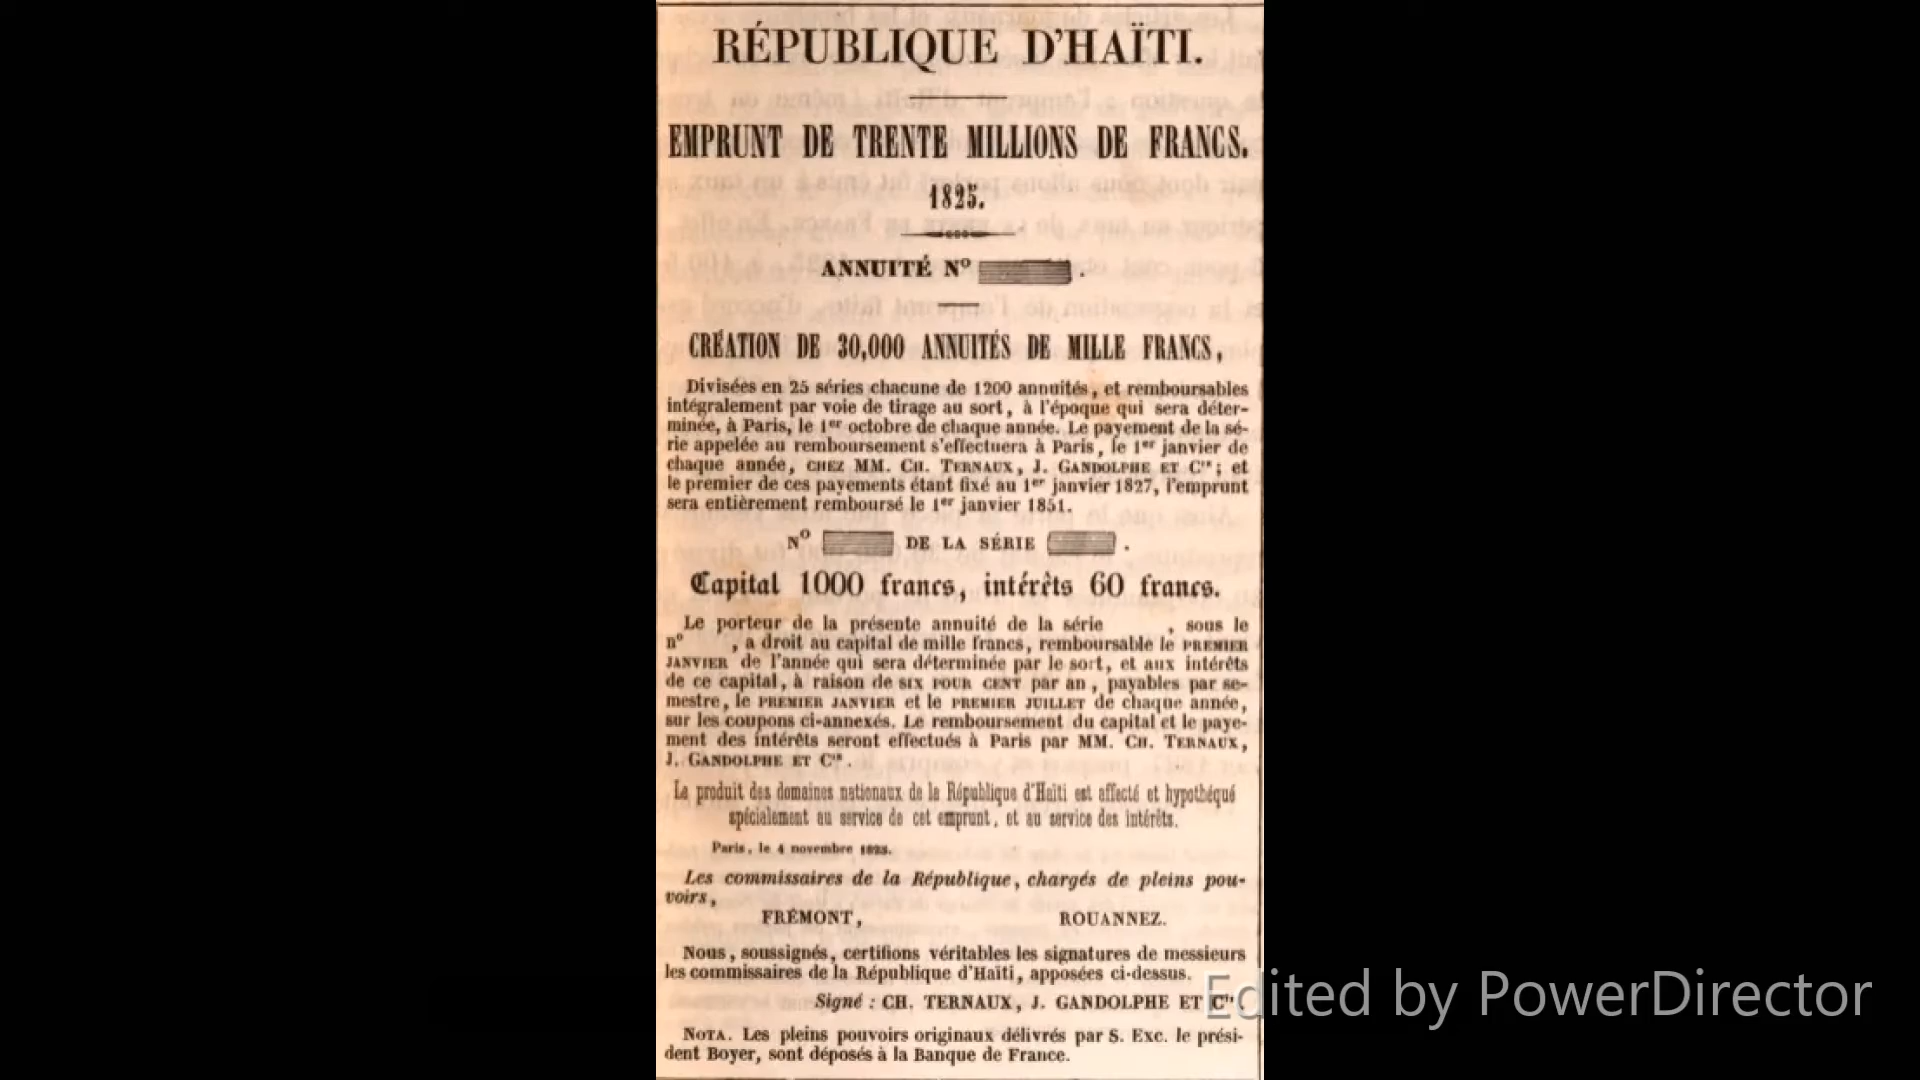 RÉPUBLIQUE D'HAÏTI.
EMPRUNT DE TRENTE MILLIONS DE FRANCS.
1825.
ANNUITÉ Nº .
CRÉATION DE 30,000 ANNUITÉS DE MILLE FRANCS,
Divisées en 25 séries chacune de 1200 annuités, et remboursables
intégralement par voie de tirage au sort, à l'époque qui sera déter-
minée, à Paris, le 1er octobre de chaque année. Le payement de la sé-
rie appelée au remboursement s'effectuera à Paris, le 1er janvier de
chaque année, CHEZ MM. CH. TERNAUX, J. GANDOLPHE ET Cie; et
le premier de ces payements étant fixé au 1er janvier 1827, l'emprunt
sera entièrement remboursé le 1er janvier 1851.
Nº DE LA SÉRIE .
Capital 1000 francs, intérêts 60 francs.
Le porteur de la présente annuité de la série , sous le
nº , a droit au capital de mille francs, remboursable le PREMIER
JANVIER de l'année qui sera déterminée par le sort, et aux intérêts
de ce capital, à raison de SIX POUR CENT par an, payables par se-
mestre, le PREMIER JANVIER et le PREMIER JUILLET de chaque année,
sur les coupons ci-annexés. Le remboursement du capital et le paye-
ment des intérêts seront effectués à Paris par MM. CH. TERNAUX,
J. GANDOLPHE ET Cie.
Le produit des domaines nationaux de la République d'Haïti est affecté et hypothéqué
spécialement au service de cet emprunt, et au service des intérêts.
Paris, le 4 novembre 1825.
Les commissaires de la République, chargés de pleins pou-
voirs,
FRÉMONT, ROUANNEZ.
Nous, soussignés, certifions véritables les signatures de messieurs
les commissaires de la République d'Haïti, apposées ci-dessus.
Signé : CH. TERNAUX, J. GANDOLPHE ET Cie.
NOTA. Les pleins pouvoirs originaux délivrés par S. Exc. le prési-
dent Boyer, sont déposés à la Banque de France.
Edited by PowerDirector